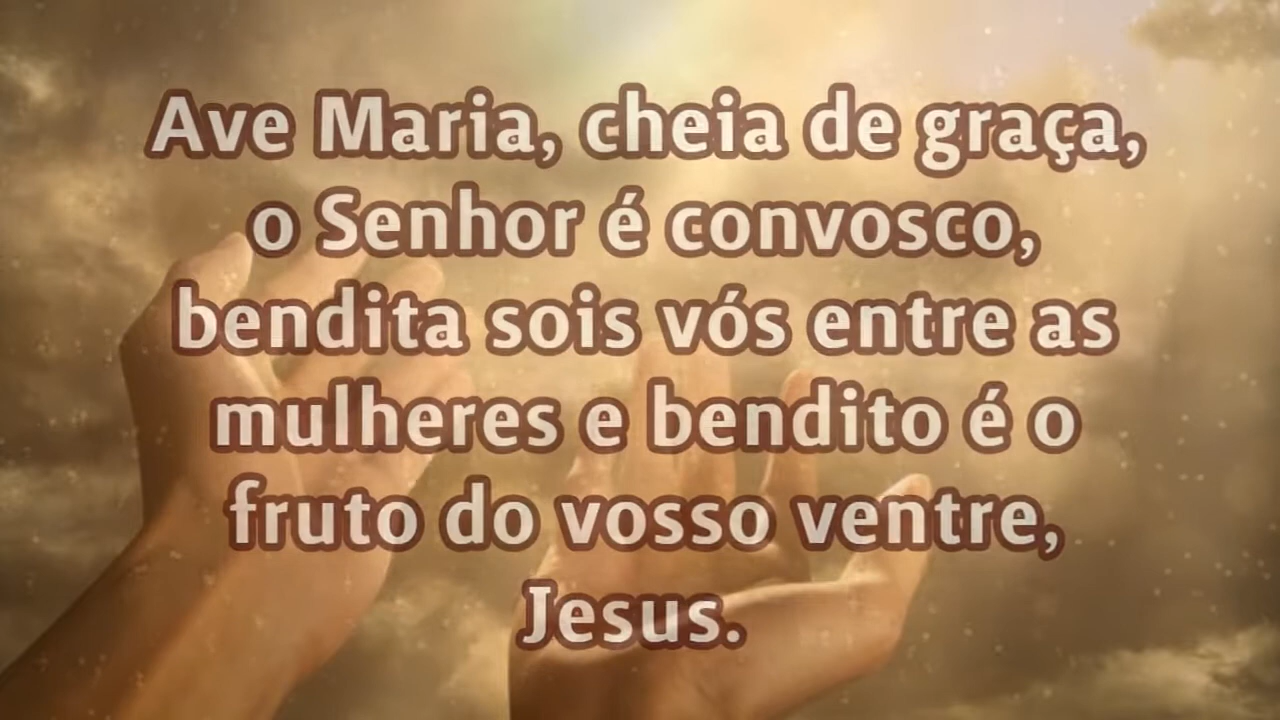 Ave Maria, cheia de graça,
o Senhor é convosco,
bendita sois vós entre as
mulheres e bendito é o
fruto do vosso ventre,
Jesus.